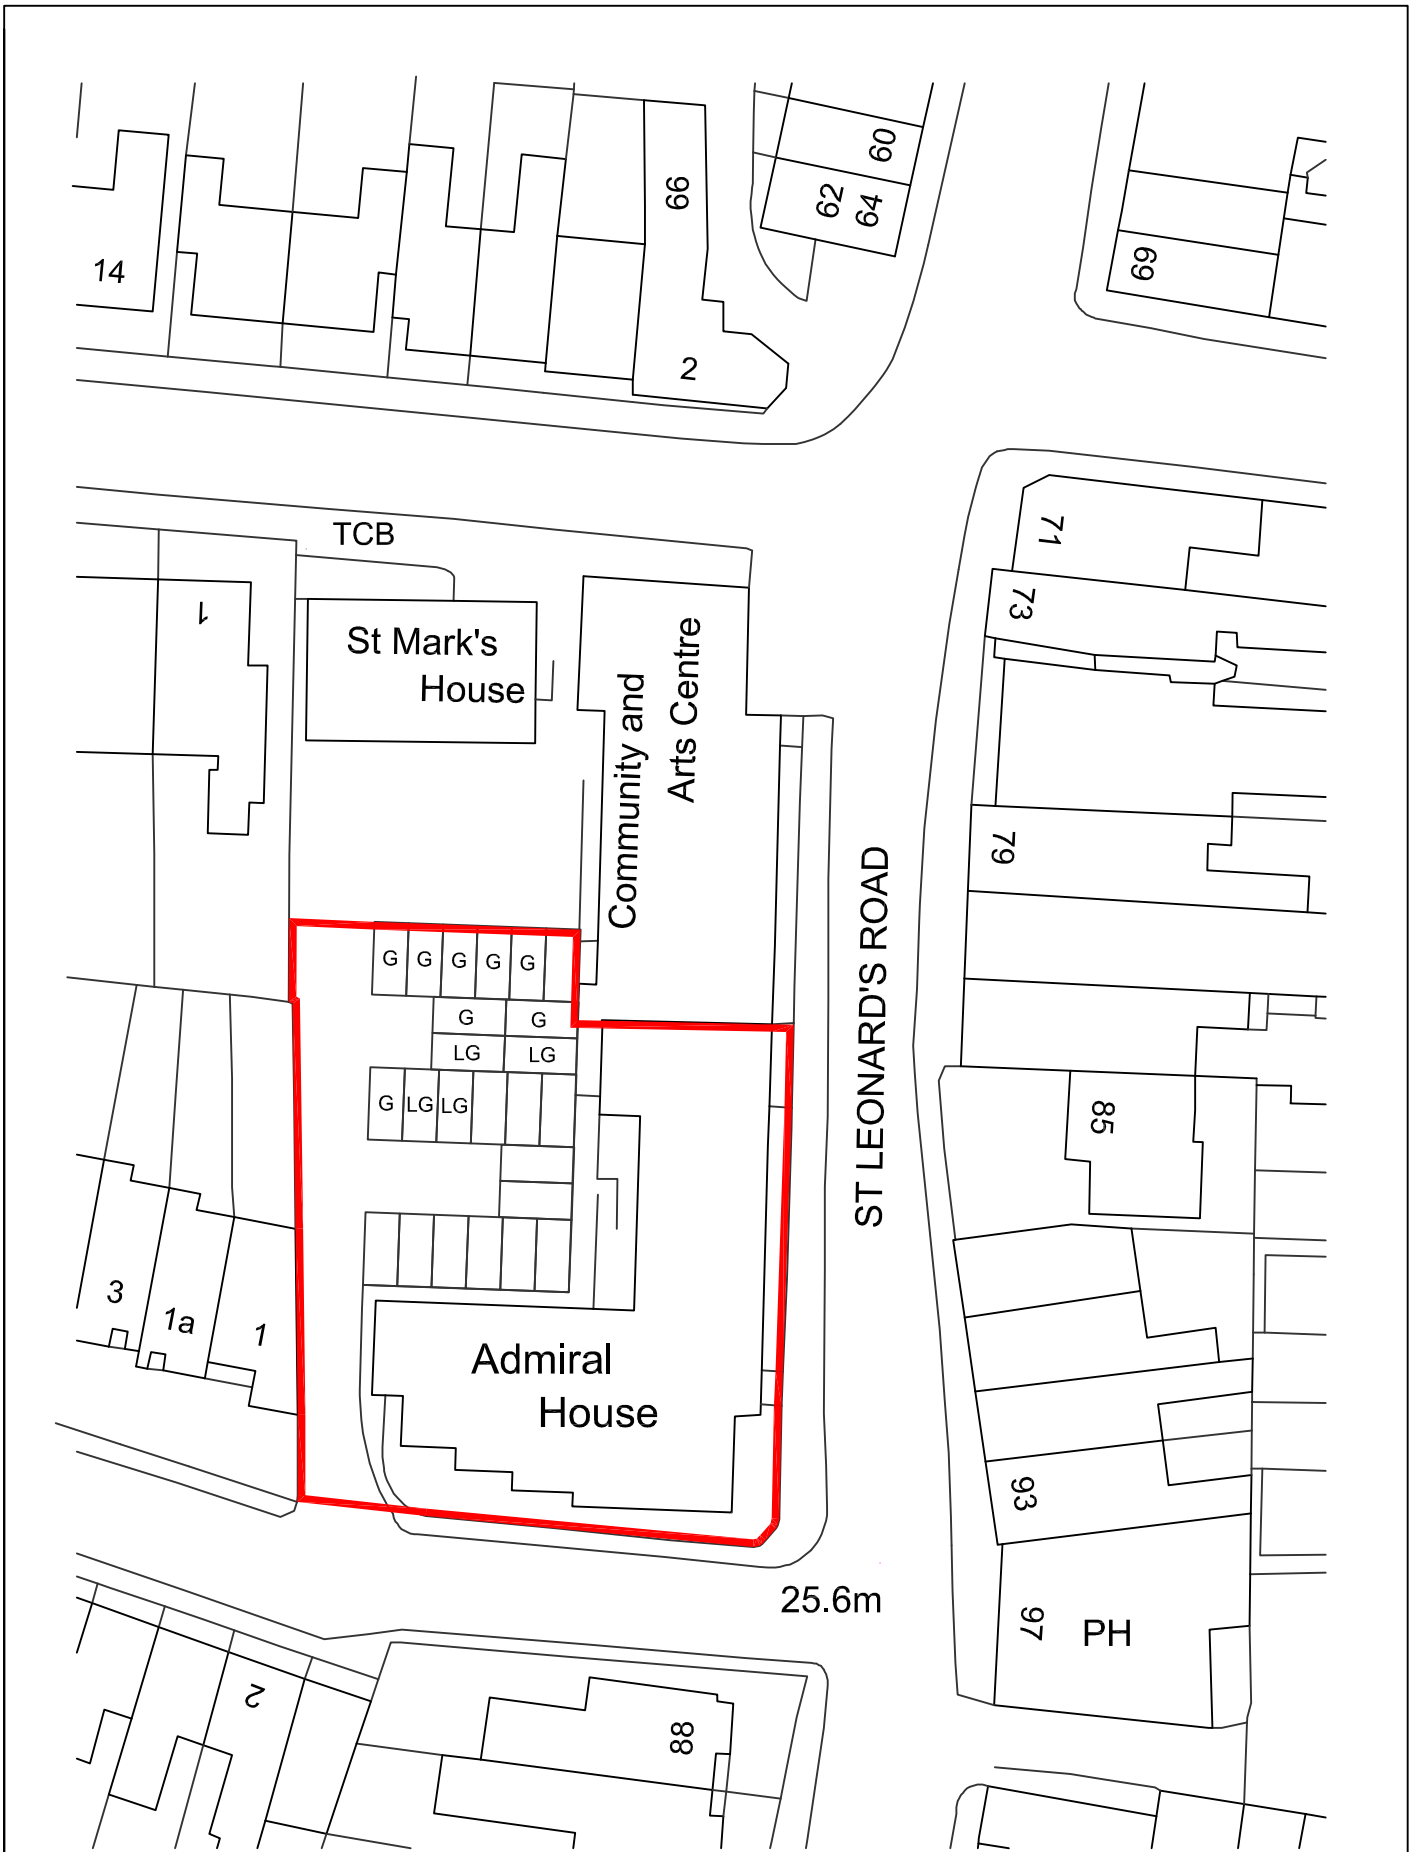 60
62
64
66
14
69
2
TCB
71
1
73
St Mark's
House
Community and
Arts Centre
79
ST LEONARD'S ROAD
G G G G G
G G
LG LG
G LG LG
85
3
1a
1
Admiral
House
93
25.6m
97
PH
2
88